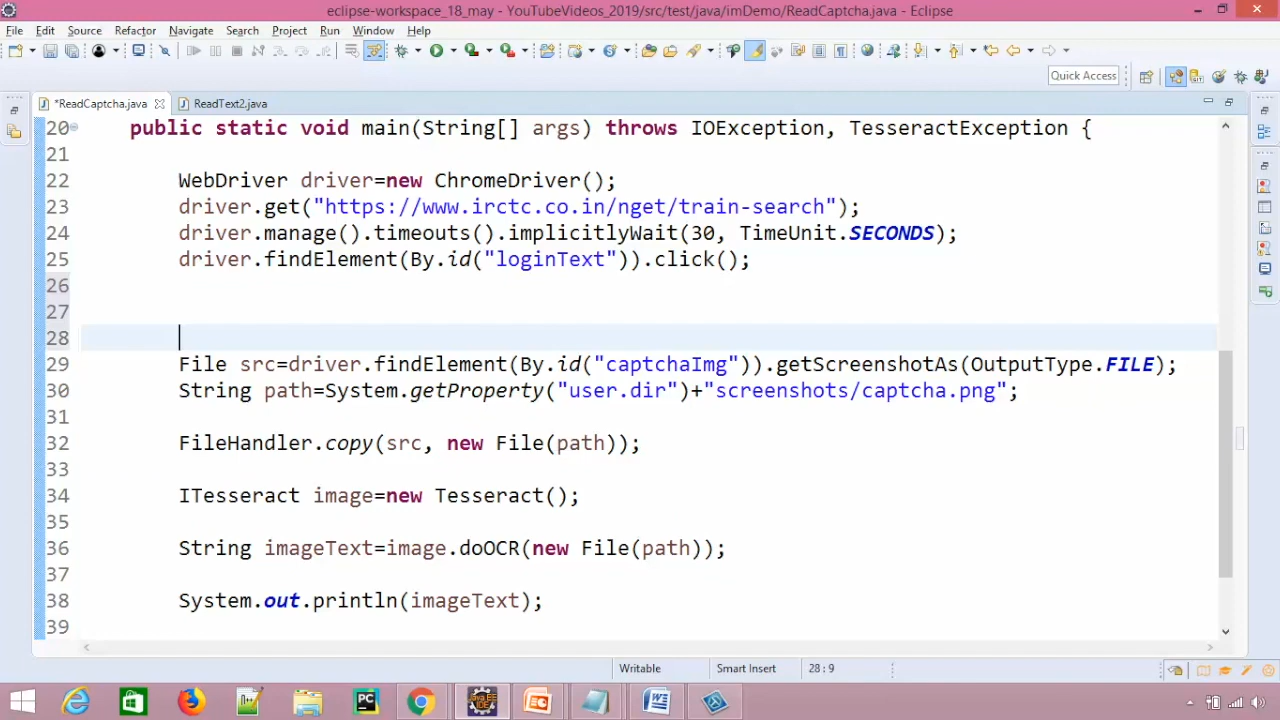 eclipse-workspace_18_may - YouTubeVideos_2019/src/test/java/imDemo/ReadCaptcha.java - Eclipse
File Edit Source Refactor Navigate Search Project Run Window Help
Quick Access
*ReadCaptcha.java ReadText2.java
20 public static void main(String[] args) throws IOException, TesseractException {
21
22 WebDriver driver=new ChromeDriver();
23 driver.get("https://www.irctc.co.in/nget/train-search");
24 driver.manage().timeouts().implicitlyWait(30, TimeUnit.SECONDS);
25 driver.findElement(By.id("loginText")).click();
26
27
28
29 File src=driver.findElement(By.id("captchaImg")).getScreenshotAs(OutputType.FILE);
30 String path=System.getProperty("user.dir")+"screenshots/captcha.png";
31
32 FileHandler.copy(src, new File(path));
33
34 ITesseract image=new Tesseract();
35
36 String imageText=image.doOCR(new File(path));
37
38 System.out.println(imageText);
39
Writable Smart Insert 28:9